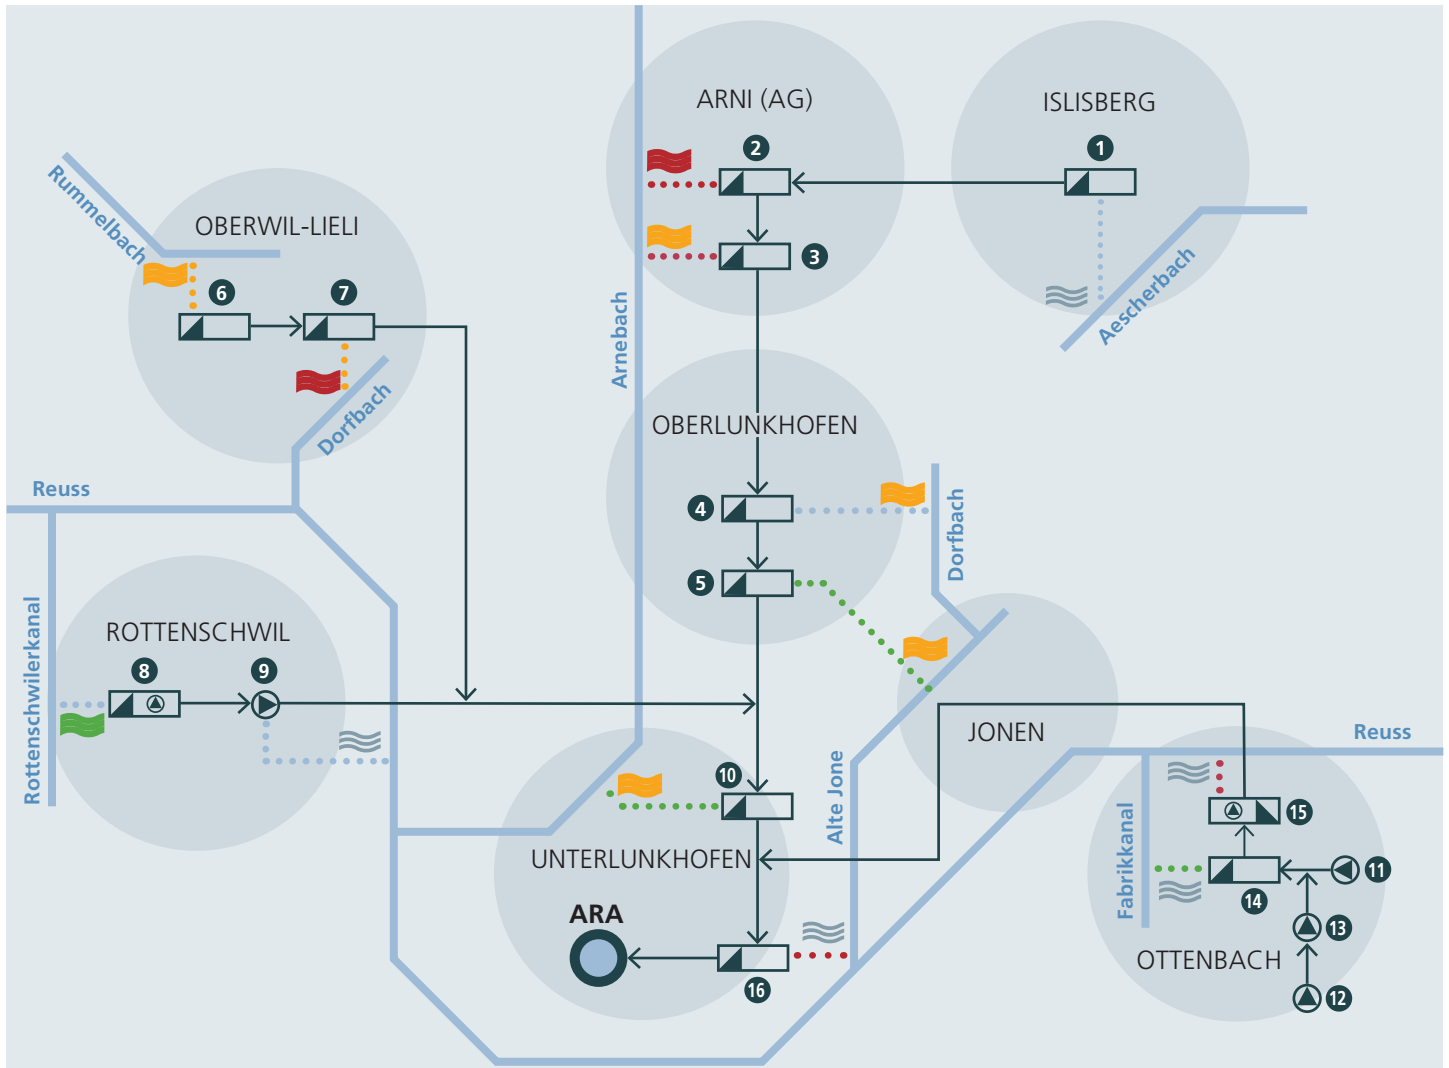 ARNI (AG)
ISLISBERG
2
1
Rummelbach
OBERWIL-LIELI
3
Aescherbach
6
7
Arnebach
Dorfbach
OBERLUNKHOFEN
Reuss
4
Dorfbach
5
Rottenschwilerkanal
ROTTENSCHWIL
8
9
JONEN
Reuss
10
Alte Jone
15
UNTERLUNKHOFEN
Fabrikkanal
11
14
ARA
13
OTTENBACH
16
12